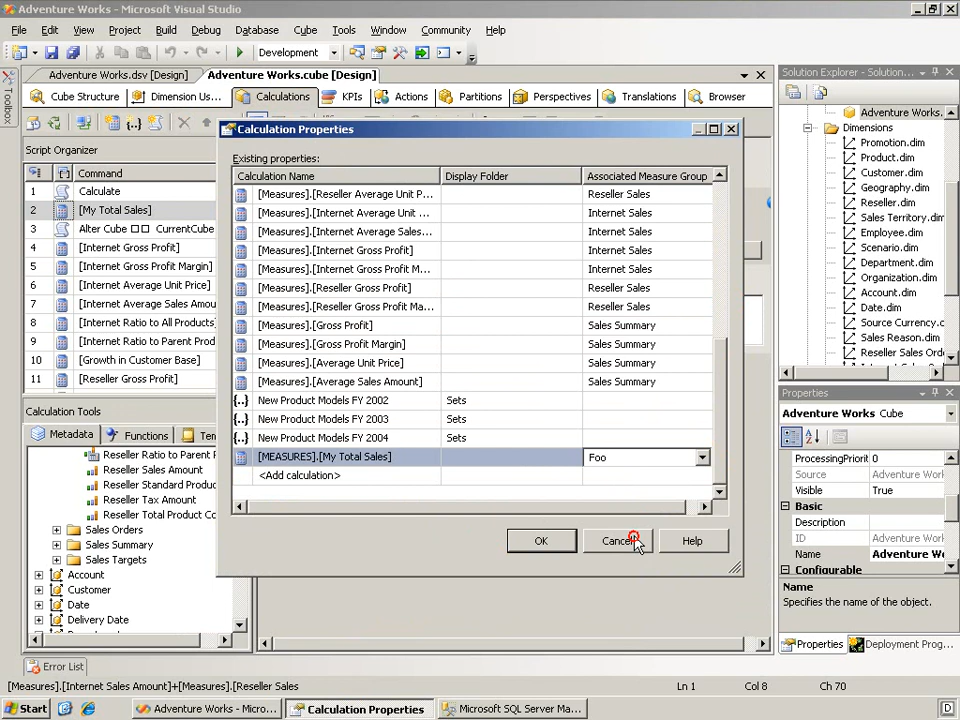 Adventure Works - Microsoft Visual Studio
File Edit View Project Build Debug Database Cube Tools Window Community Help
Development
Toolbox
Adventure Works.dsv [Design] Adventure Works.cube [Design]
Cube Structure Dimension Us... Calculations KPIs Actions Partitions Perspectives Translations Browser
Script Organizer
Command
1 Calculate
2 [My Total Sales]
3 Alter Cube CurrentCube
4 [Internet Gross Profit]
5 [Internet Gross Profit Margin]
6 [Internet Average Unit Price]
7 [Internet Average Sales Amou
8 [Internet Ratio to All Products]
9 [Internet Ratio to Parent Prod
10 [Growth in Customer Base]
11 [Reseller Gross Profit]
Calculation Tools
Metadata Functions Tem
Reseller Ratio to Parent P
Reseller Sales Amount
Reseller Standard Produc
Reseller Tax Amount
Reseller Total Product Co
Sales Orders
Sales Summary
Sales Targets
Account
Customer
Date
Delivery Date
Calculation Properties
Existing properties:
Calculation Name Display Folder Associated Measure Group
[Measures].[Reseller Average Unit P... Reseller Sales
[Measures].[Internet Average Unit ... Internet Sales
[Measures].[Internet Average Sales... Internet Sales
[Measures].[Internet Gross Profit] Internet Sales
[Measures].[Internet Gross Profit M... Internet Sales
[Measures].[Reseller Gross Profit] Reseller Sales
[Measures].[Reseller Gross Profit Ma... Reseller Sales
[Measures].[Gross Profit] Sales Summary
[Measures].[Gross Profit Margin] Sales Summary
[Measures].[Average Unit Price] Sales Summary
[Measures].[Average Sales Amount] Sales Summary
{..} New Product Models FY 2002 Sets
{..} New Product Models FY 2003 Sets
{..} New Product Models FY 2004 Sets
[MEASURES].[My Total Sales] Foo
<Add calculation>
OK Cancel Help
Solution Explorer - Solution...
Adventure Works.c
Dimensions
Promotion.dim
Product.dim
Customer.dim
Geography.dim
Reseller.dim
Sales Territory.dim
Employee.dim
Scenario.dim
Department.dim
Organization.dim
Account.dim
Date.dim
Source Currency.c
Sales Reason.dim
Reseller Sales Ord
Properties
Adventure Works Cube
ProcessingPriorit 0
Source Adventure Wo
Visible True
Basic
Description
ID Adventure Wo
Name Adventure Wo
Configurable
Name
Specifies the name of the object.
Properties Deployment Prog...
Error List
[Measures].[Internet Sales Amount]+[Measures].[Reseller Sales Ln 1 Col 8 Ch 70
Start Adventure Works - Micro... Calculation Properties Microsoft SQL Server Ma... D